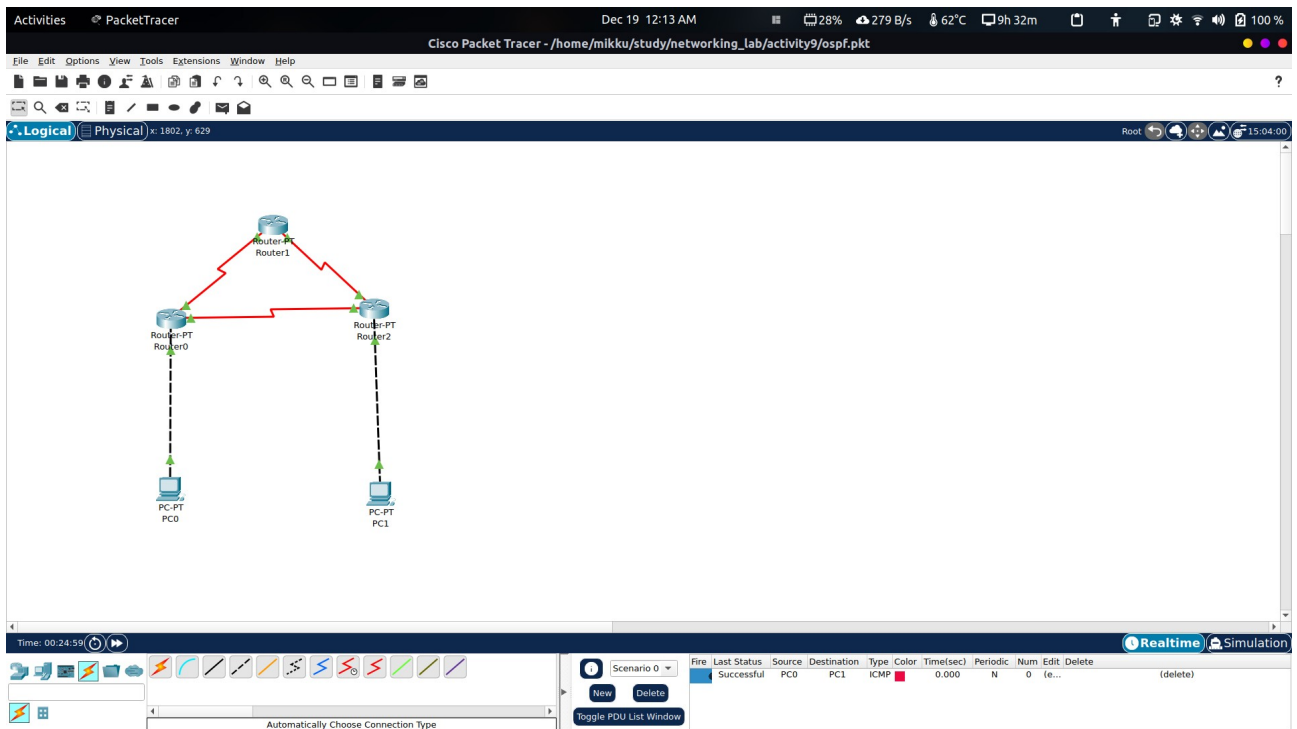 Activities PacketTracer Dec 19 12:13 AM 28% 279 B/s 62°C 9h 32m 100 %
Cisco Packet Tracer - /home/mikku/study/networking_lab/activity9/ospf.pkt
File Edit Options View Tools Extensions Window Help
?
Logical Physical x: 1802, y: 629 Root 15:04:00
Router-PT
Router1
Router-PT
Router0
Router-PT
Router2
PC-PT
PC0
PC-PT
PC1
Time: 00:24:59 Realtime Simulation
Scenario 0 Fire Last Status Source Destination Type Color Time(sec) Periodic Num Edit Delete
Successful PC0 PC1 ICMP 0.000 N 0 (e... (delete)
New Delete
Toggle PDU List Window
Automatically Choose Connection Type